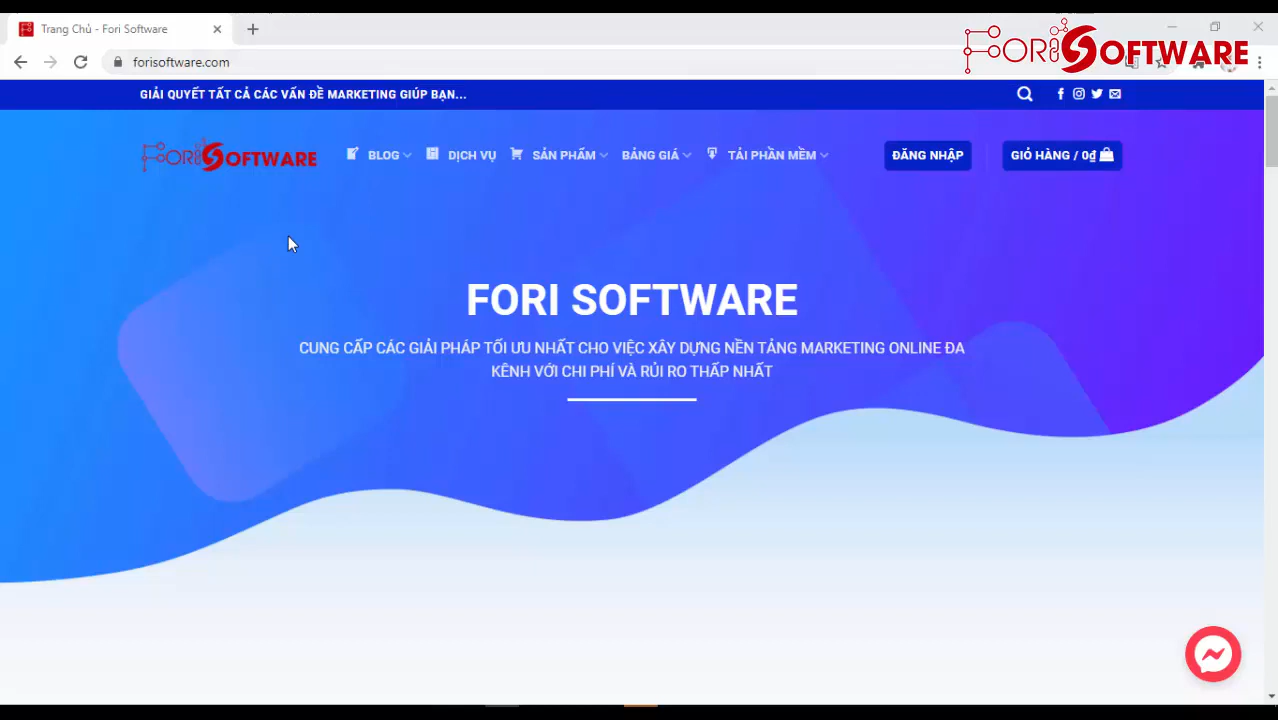 Trang Chủ - Fori Software
FORI SOFTWARE
forisoftware.com
GIẢI QUYẾT TẤT CẢ CÁC VẤN ĐỀ MARKETING GIÚP BẠN...
FORI SOFTWARE
BLOG
DỊCH VỤ
SẢN PHẨM
BẢNG GIÁ
TẢI PHẦN MỀM
ĐĂNG NHẬP
GIỎ HÀNG / 0₫
FORI SOFTWARE
CUNG CẤP CÁC GIẢI PHÁP TỐI ƯU NHẤT CHO VIỆC XÂY DỰNG NỀN TẢNG MARKETING ONLINE ĐA
KÊNH VỚI CHI PHÍ VÀ RỦI RO THẤP NHẤT